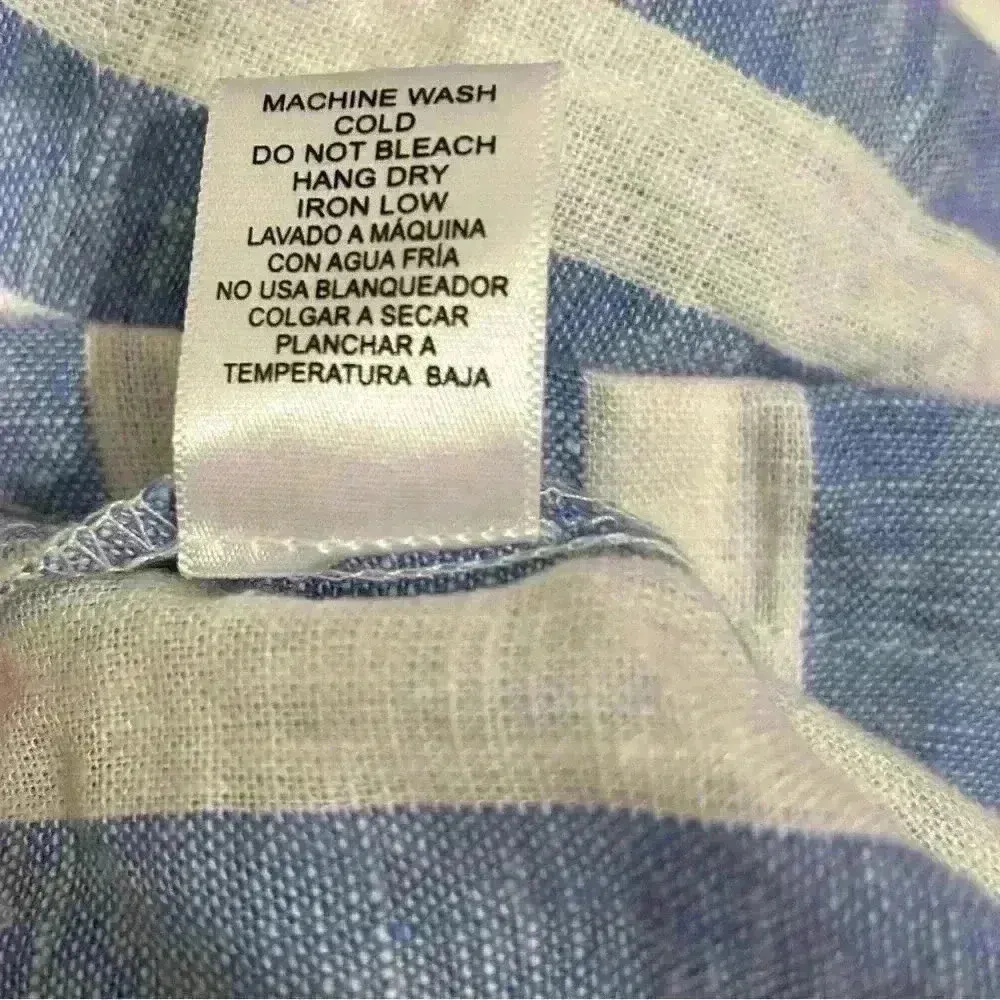 MACHINE WASH
COLD
DO NOT BLEACH
HANG DRY
IRON LOW
LAVADO A MÁQUINA
CON AGUA FRÍA
NO USA BLANQUEADOR
COLGAR A SECAR
PLANCHAR A
TEMPERATURA BAJA